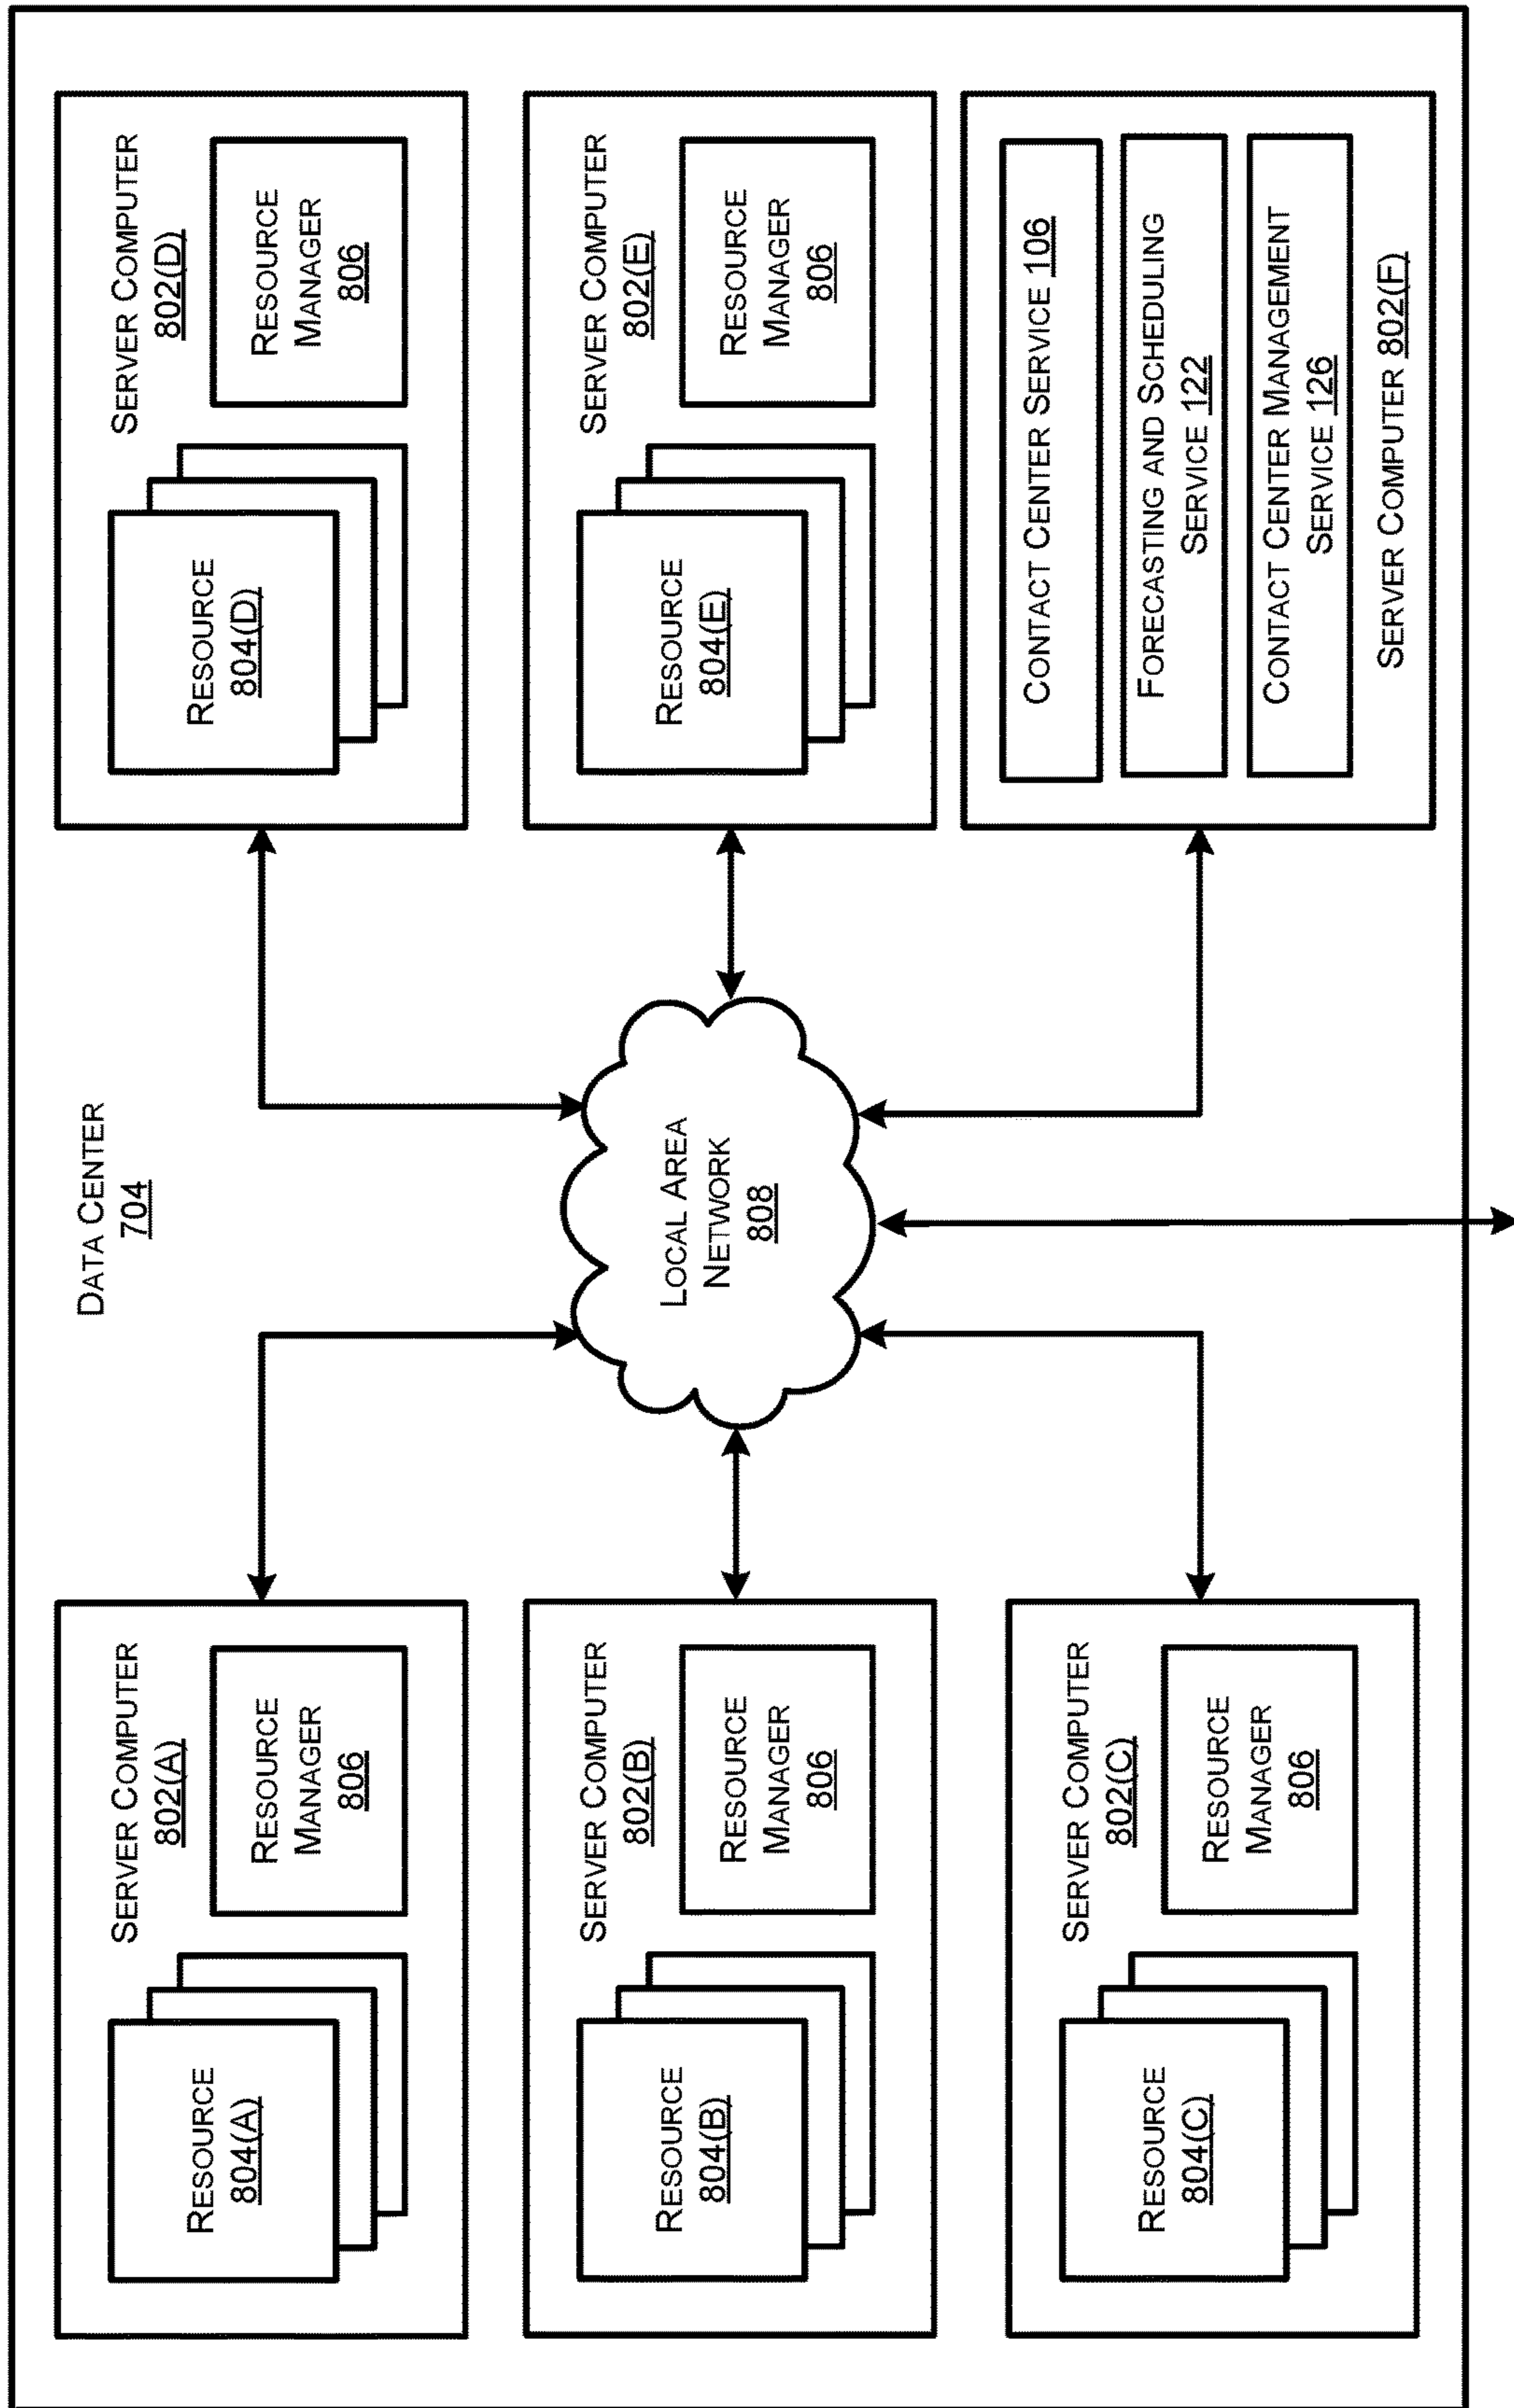 DATA CENTER
704
SERVER COMPUTER
802(A)
RESOURCE
804(A)
RESOURCE
MANAGER
806
SERVER COMPUTER
802(B)
RESOURCE
804(B)
RESOURCE
MANAGER
806
SERVER COMPUTER
802(C)
RESOURCE
804(C)
RESOURCE
MANAGER
806
LOCAL AREA
NETWORK
808
SERVER COMPUTER
802(D)
RESOURCE
804(D)
RESOURCE
MANAGER
806
SERVER COMPUTER
802(E)
RESOURCE
804(E)
RESOURCE
MANAGER
806
CONTACT CENTER SERVICE 106
FORECASTING AND SCHEDULING
SERVICE 122
CONTACT CENTER MANAGEMENT
SERVICE 126
SERVER COMPUTER 802(F)